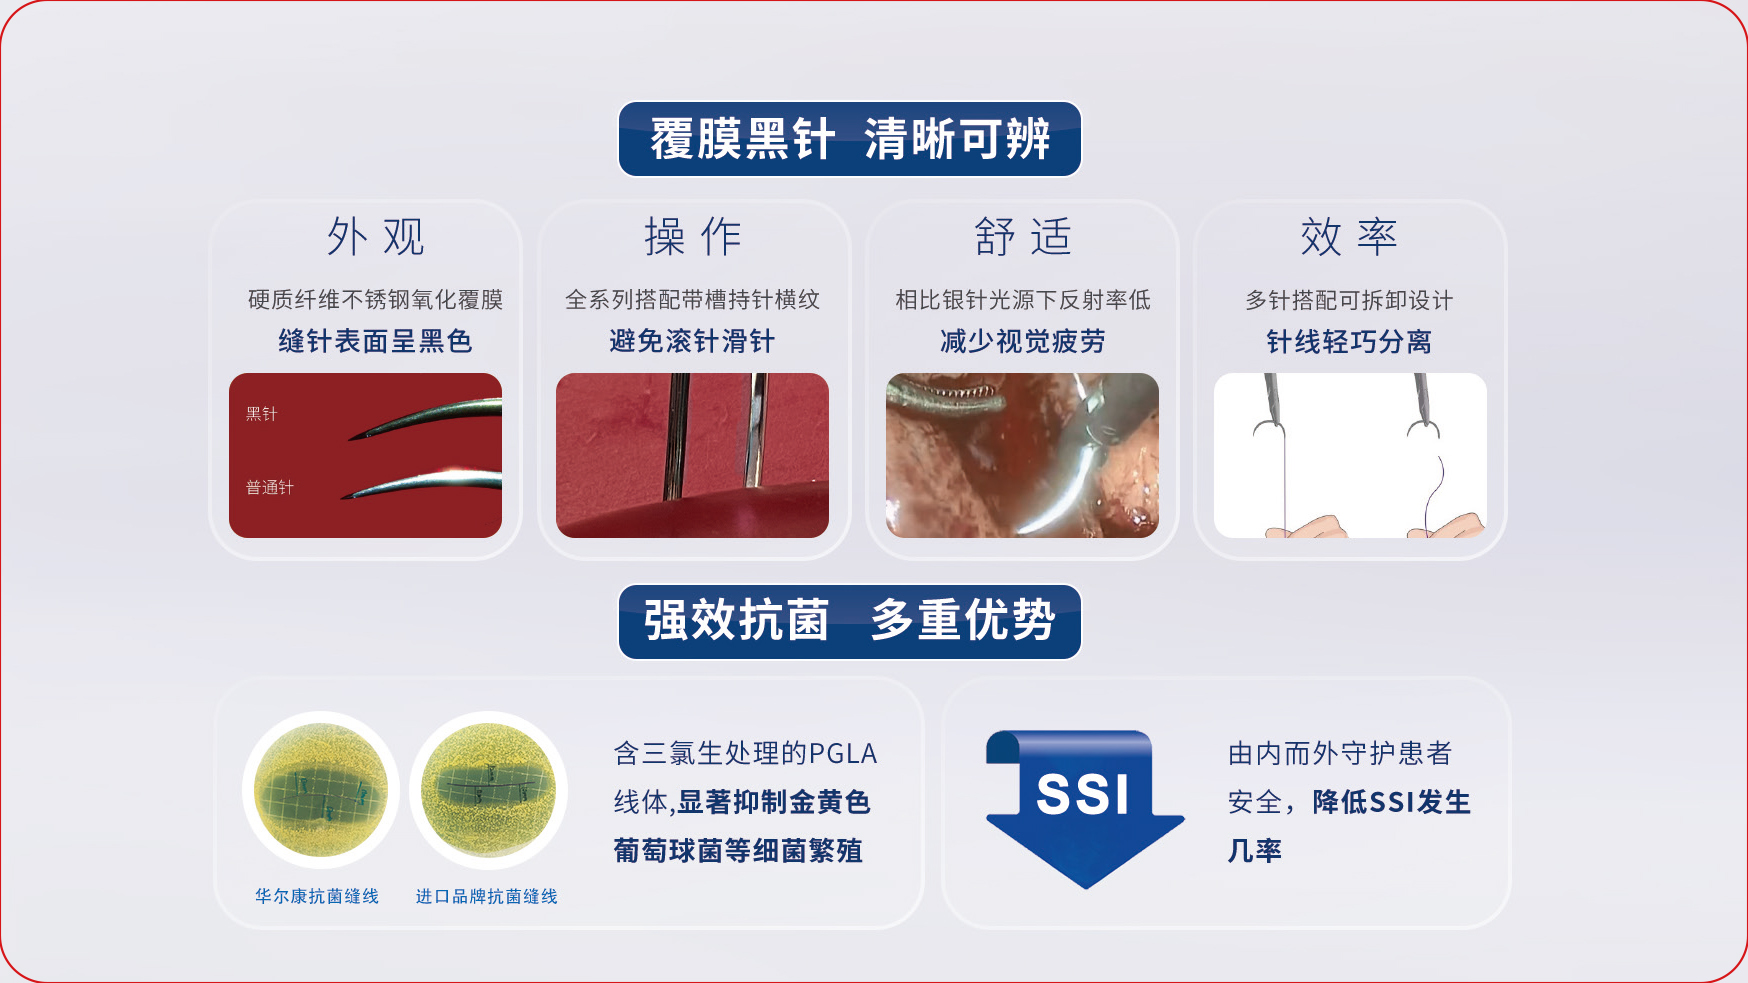 覆膜黑针 清晰可辨
外观
硬质纤维不锈钢氧化覆膜
缝针表面呈黑色
黑针
普通针
操作
全系列搭配带槽持针横纹
避免滚针滑针
舒适
相比银针光源下反射率低
减少视觉疲劳
效率
多针搭配可拆卸设计
针线轻巧分离
强效抗菌 多重优势
华尔康抗菌缝线
进口品牌抗菌缝线
含三氯生处理的PGLA
线体,显著抑制金黄色
葡萄球菌等细菌繁殖
SSI
由内而外守护患者
安全，降低SSI发生
几率